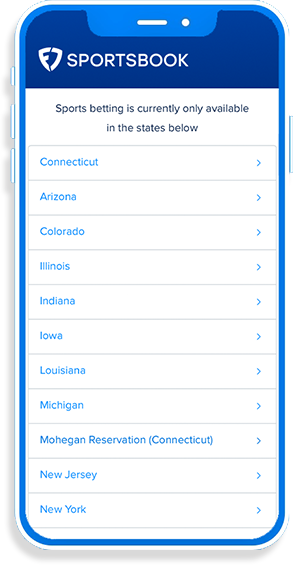 SPORTSBOOK
Sports betting is currently only available
in the states below
Connecticut
Arizona
Colorado
Illinois
Indiana
Iowa
Louisiana
Michigan
Mohegan Reservation (Connecticut)
New Jersey
New York